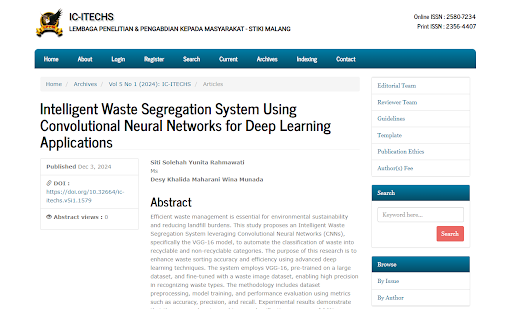 IC-ITECHS
LEMBAGA PENELITIAN & PENGABDIAN KEPADA MASYARAKAT - STIKI MALANG
Online ISSN : 2580-7234
Print ISSN : 2356-4407
Home About Login Register Search Current Archives Indexing Contact
Home / Archives / Vol 5 No 1 (2024): IC-ITECHS / Articles
Intelligent Waste Segregation System Using
Convolutional Neural Networks for Deep Learning
Applications
Published Dec 3, 2024
DOI :
https://doi.org/10.32664/ic-
itechs.v5i1.1579
Abstract views : 0
Siti Solehah Yunita Rahmawati
Ms
Desy Khalida Maharani Wina Munada
Abstract
Efficient waste management is essential for environmental sustainability
and reducing landfill burdens. This study proposes an Intelligent Waste
Segregation System leveraging Convolutional Neural Networks (CNNs),
specifically the VGG-16 model, to automate the classification of waste into
recyclable and non-recyclable categories. The purpose of this research is to
enhance waste sorting accuracy and efficiency using advanced deep
learning techniques. The system employs VGG-16, pre-trained on a large
dataset, and fine-tuned with a waste image dataset, enabling high precision
in recognizing waste types. The methodology includes dataset
preprocessing, model training, and performance evaluation using metrics
such as accuracy, precision, and recall. Experimental results demonstrate
Editorial Team
Reviewer Team
Guidelines
Template
Publication Ethics
Author(s) Fee
Search
Keyword here...
Search
Browse
By Issue
By Author